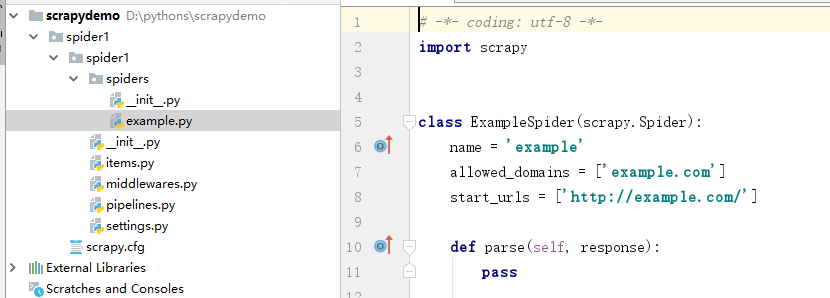 scrapydemo D:\pythons\scrapydemo
spider1
spider1
spiders
__init__.py
example.py
__init__.py
items.py
middlewares.py
pipelines.py
settings.py
scrapy.cfg
External Libraries
Scratches and Consoles
1 # -*- coding: utf-8 -*-
2 import scrapy
3
4
5 class ExampleSpider(scrapy.Spider):
6 name = 'example'
7 allowed_domains = ['example.com']
8 start_urls = ['http://example.com/']
9
10 def parse(self, response):
11 pass
12